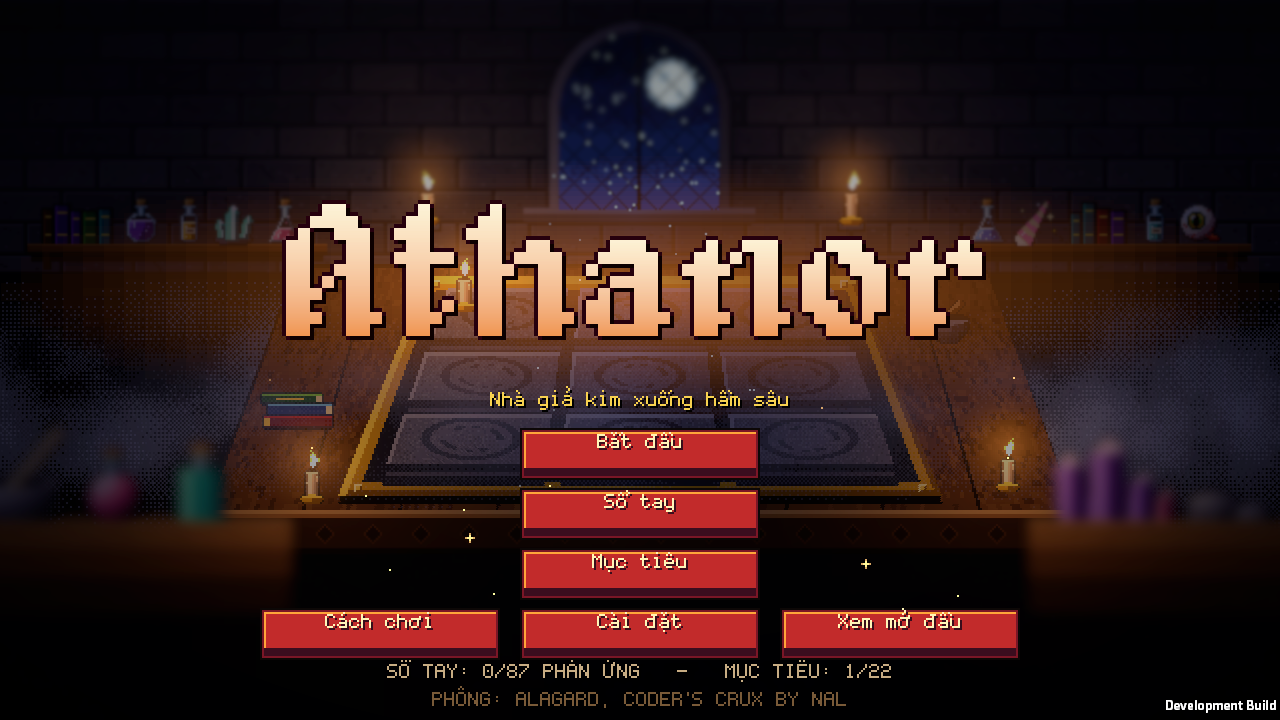 Athanor
Nhà giả kim xuống hầm sâu
Bắt đầu
Sổ tay
Mục tiêu
Cách chơi
Cài đặt
Xem mở đầu
SỔ TAY: 0/87 PHẢN ỨNG – MỤC TIÊU: 1/22
PHÔNG: ALAGARD, CODER'S CRUX BY NAL
Development Build